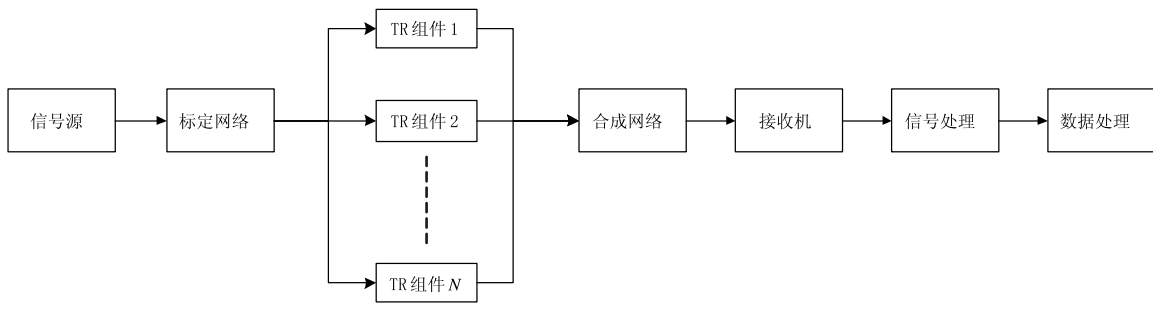 TR组件1
信号源
标定网络
TR组件2
合成网络
接收机
信号处理
数据处理
TR组件N